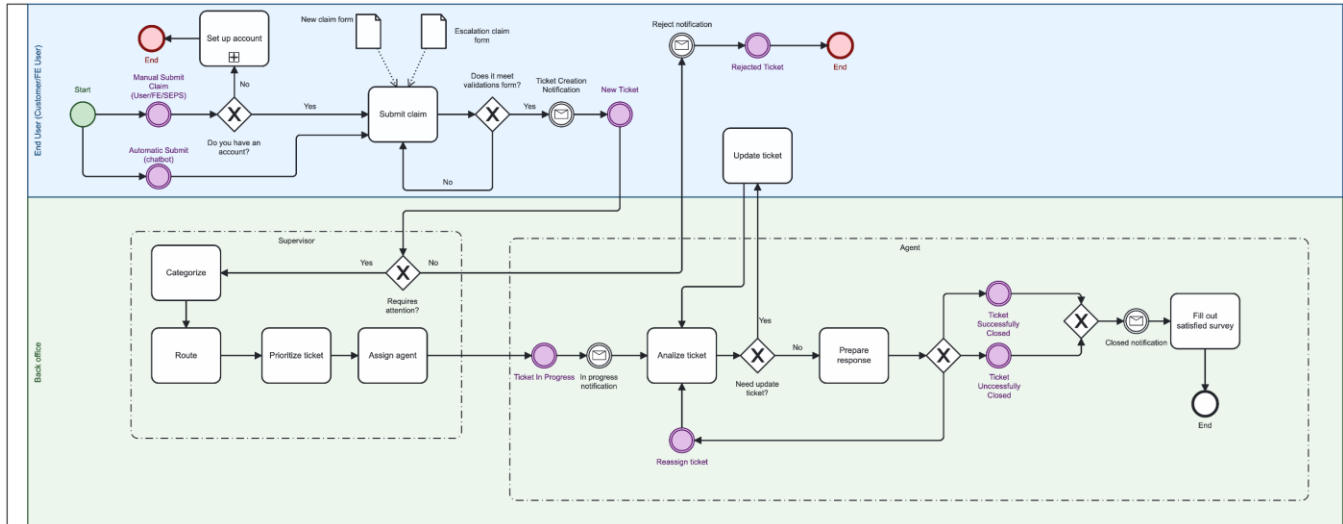 End User (Customer/FE User)
Set up account
End
New claim form
Escalation claim
form
Reject notification
Rejected Ticket
End
Start
Manual Submit
Claim
(User/FE/SEPS)
No
Yes
Do you have an
account?
Automatic Submit
(chatbot)
Submit claim
Does it meet
validations form?
Yes
No
Ticket Creation
Notification
New Ticket
Update ticket
Back office
Supervisor
Categorize
Yes
No
Requires
attention?
Route
Prioritize ticket
Assign agent
Agent
Ticket In Progress
In progress
notification
Analize ticket
Yes
No
Need update
ticket?
Prepare
response
Reassign ticket
Ticket
Successfully
Closed
Ticket
Unccessfully
Closed
Closed notification
Fill out
satisfied survey
End